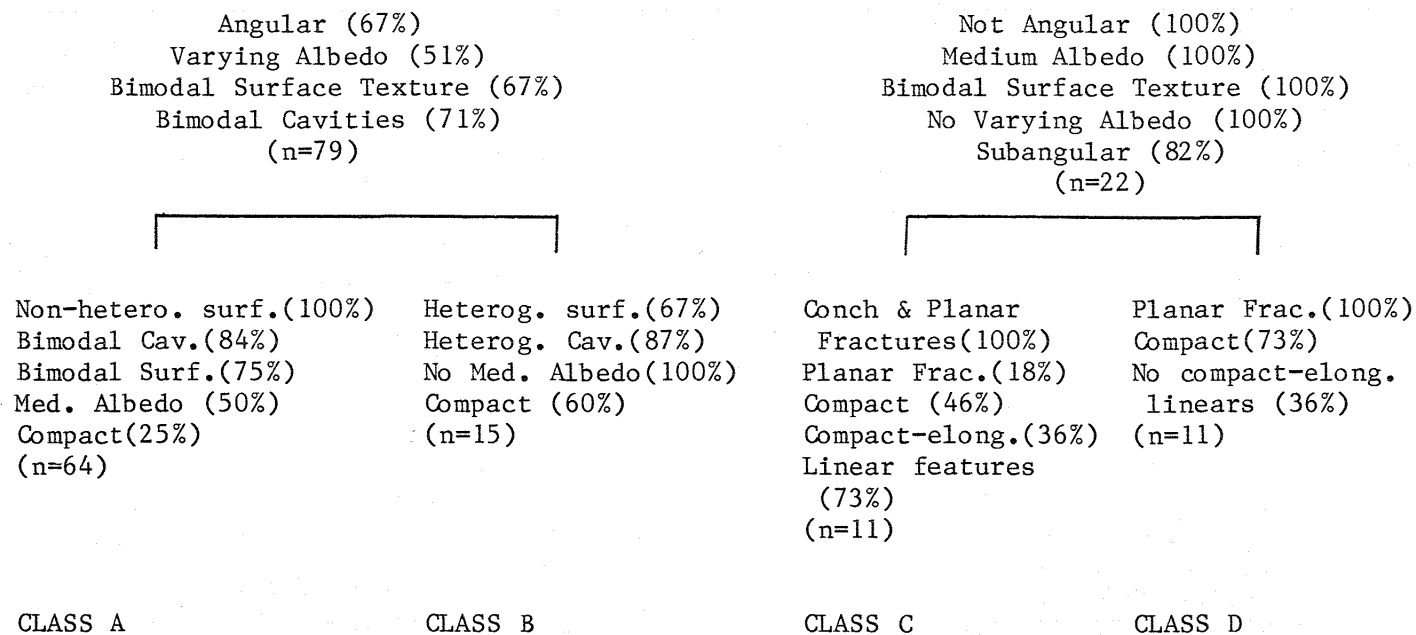 Angular (67%)
Varying Albedo (51%)
Bimodal Surface Texture (67%)
Bimodal Cavities (71%)
(n=79)
Not Angular (100%)
Medium Albedo (100%)
Bimodal Surface Texture (100%)
No Varying Albedo (100%)
Subangular (82%)
(n=22)
Non-hetero. surf.(100%)
Bimodal Cav.(84%)
Bimodal Surf.(75%)
Med. Albedo (50%)
Compact(25%)
(n=64)
Heterog. surf.(67%)
Heterog. Cav.(87%)
No Med. Albedo(100%)
Compact (60%)
(n=15)
Conch & Planar
Fractures(100%)
Planar Frac.(18%)
Compact (46%)
Compact-elong.(36%)
Linear features
(73%)
(n=11)
Planar Frac.(100%)
Compact(73%)
No compact-elong.
linears (36%)
(n=11)
CLASS A
CLASS B
CLASS C
CLASS D